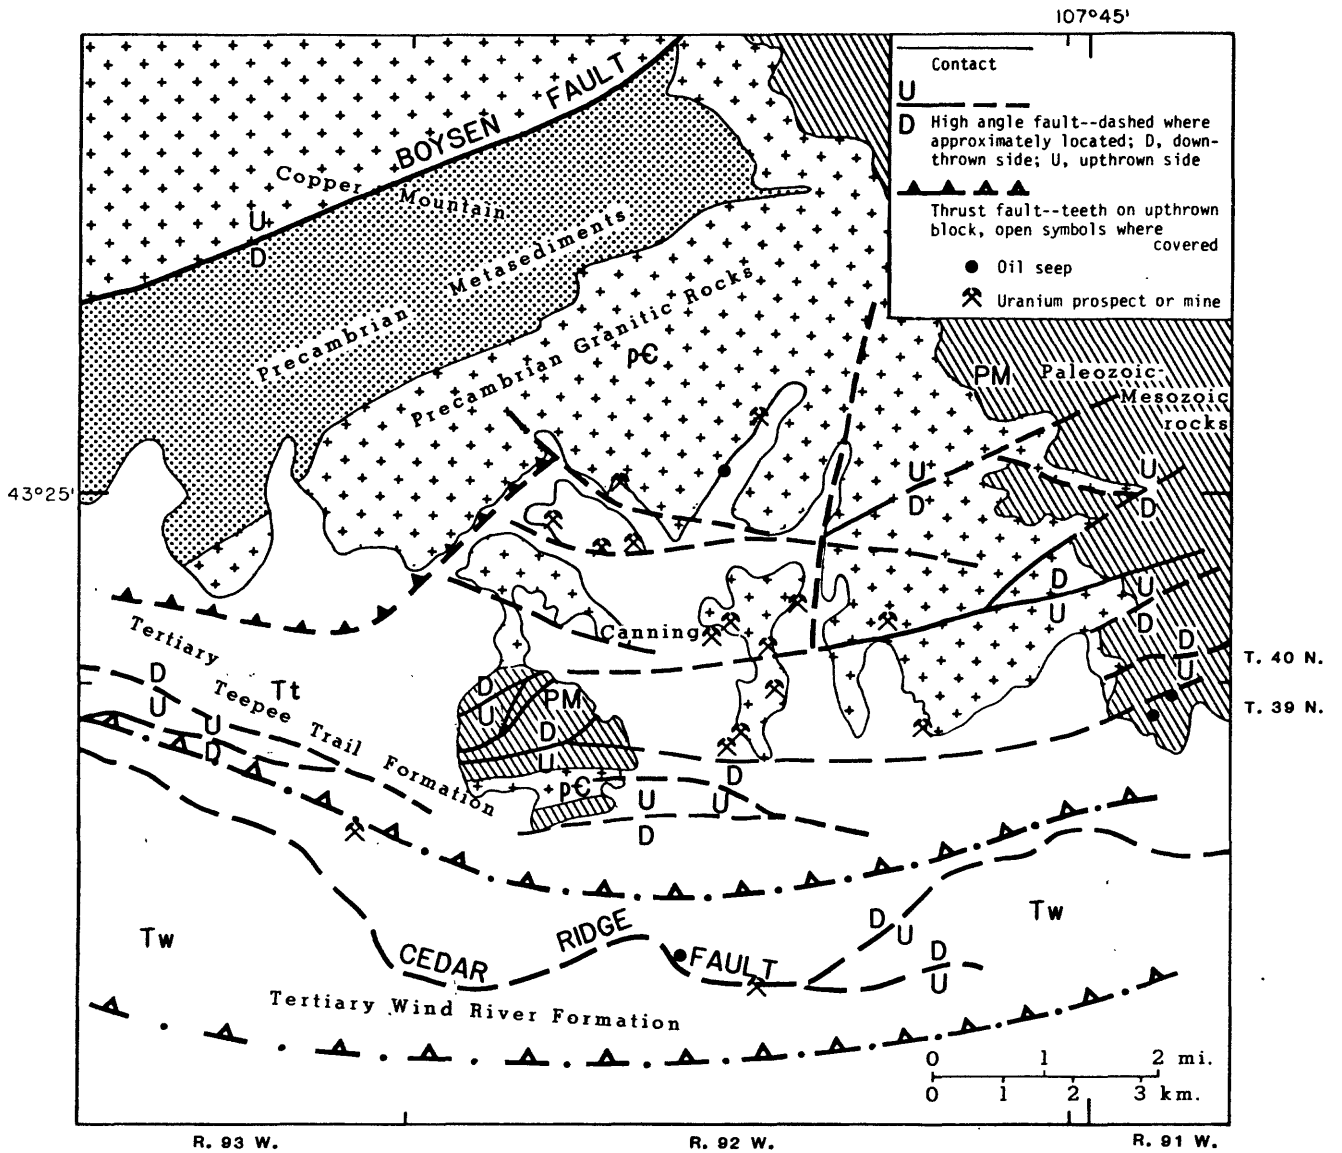 107°45'
Contact
U
D
High angle fault--dashed where
approximately located; D, down-
thrown side; U, upthrown side
Thrust fault--teeth on upthrown
block, open symbols where
covered
Oil seep
Uranium prospect or mine
BOYSEN FAULT
Copper Mountain
U
D
Precambrian Metasediments
Precambrian Granitic Rocks
p€
PM
Paleozoic-
Mesozoic
rocks
43°25'
U
D
U
D
D
U
U
D
D
U
Canning
T. 40 N.
T. 39 N.
Tertiary Teepee Trail Formation
Tt
D
U
U
D
D
U
PM
D
U
p€
D
U
U
D
Tw
Tw
CEDAR RIDGE FAULT
D
U
D
U
Tertiary Wind River Formation
0 1 2 mi.
0 1 2 3 km.
R. 93 W.
R. 92 W.
R. 91 W.